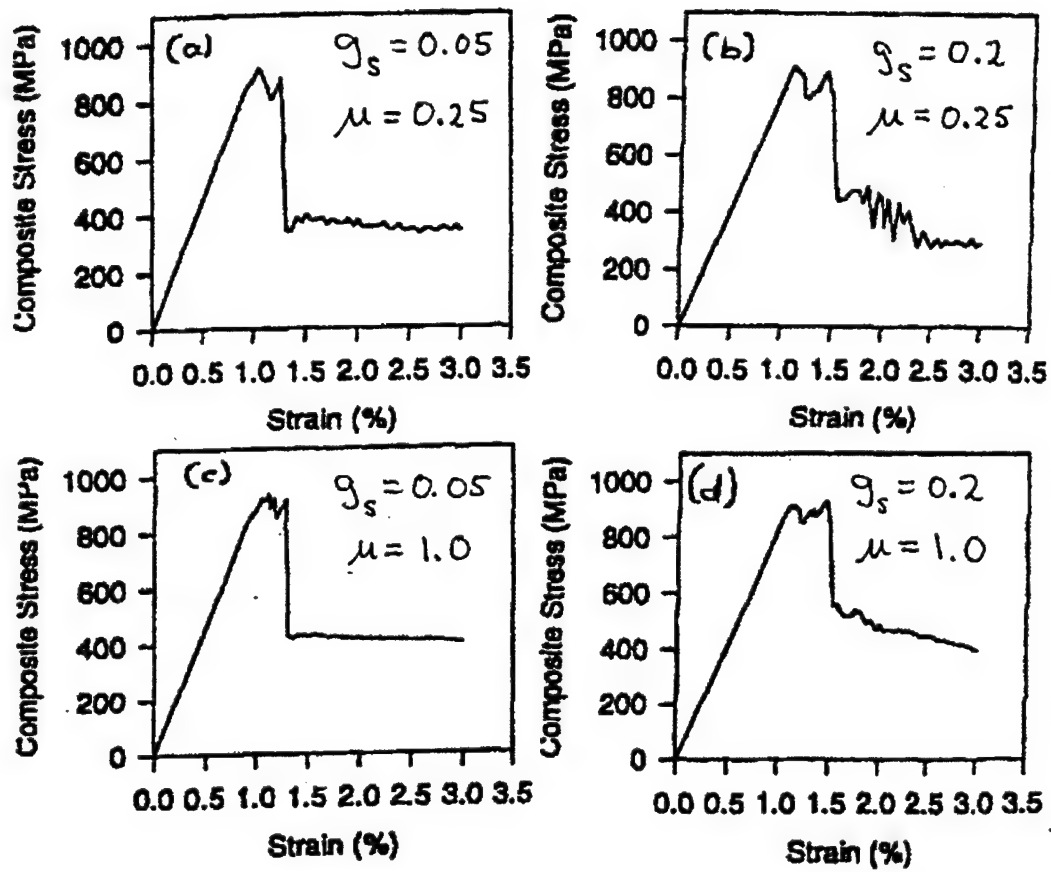 (a)
g_s = 0.05
μ = 0.25
Composite Stress (MPa)
1000
800
600
400
200
0
0.0 0.5 1.0 1.5 2.0 2.5 3.0 3.5
Strain (%)
(b)
g_s = 0.2
μ = 0.25
Composite Stress (MPa)
1000
800
600
400
200
0
0.0 0.5 1.0 1.5 2.0 2.5 3.0 3.5
Strain (%)
(c)
g_s = 0.05
μ = 1.0
Composite Stress (MPa)
1000
800
600
400
200
0
0.0 0.5 1.0 1.5 2.0 2.5 3.0 3.5
Strain (%)
(d)
g_s = 0.2
μ = 1.0
Composite Stress (MPa)
1000
800
600
400
200
0
0.0 0.5 1.0 1.5 2.0 2.5 3.0 3.5
Strain (%)